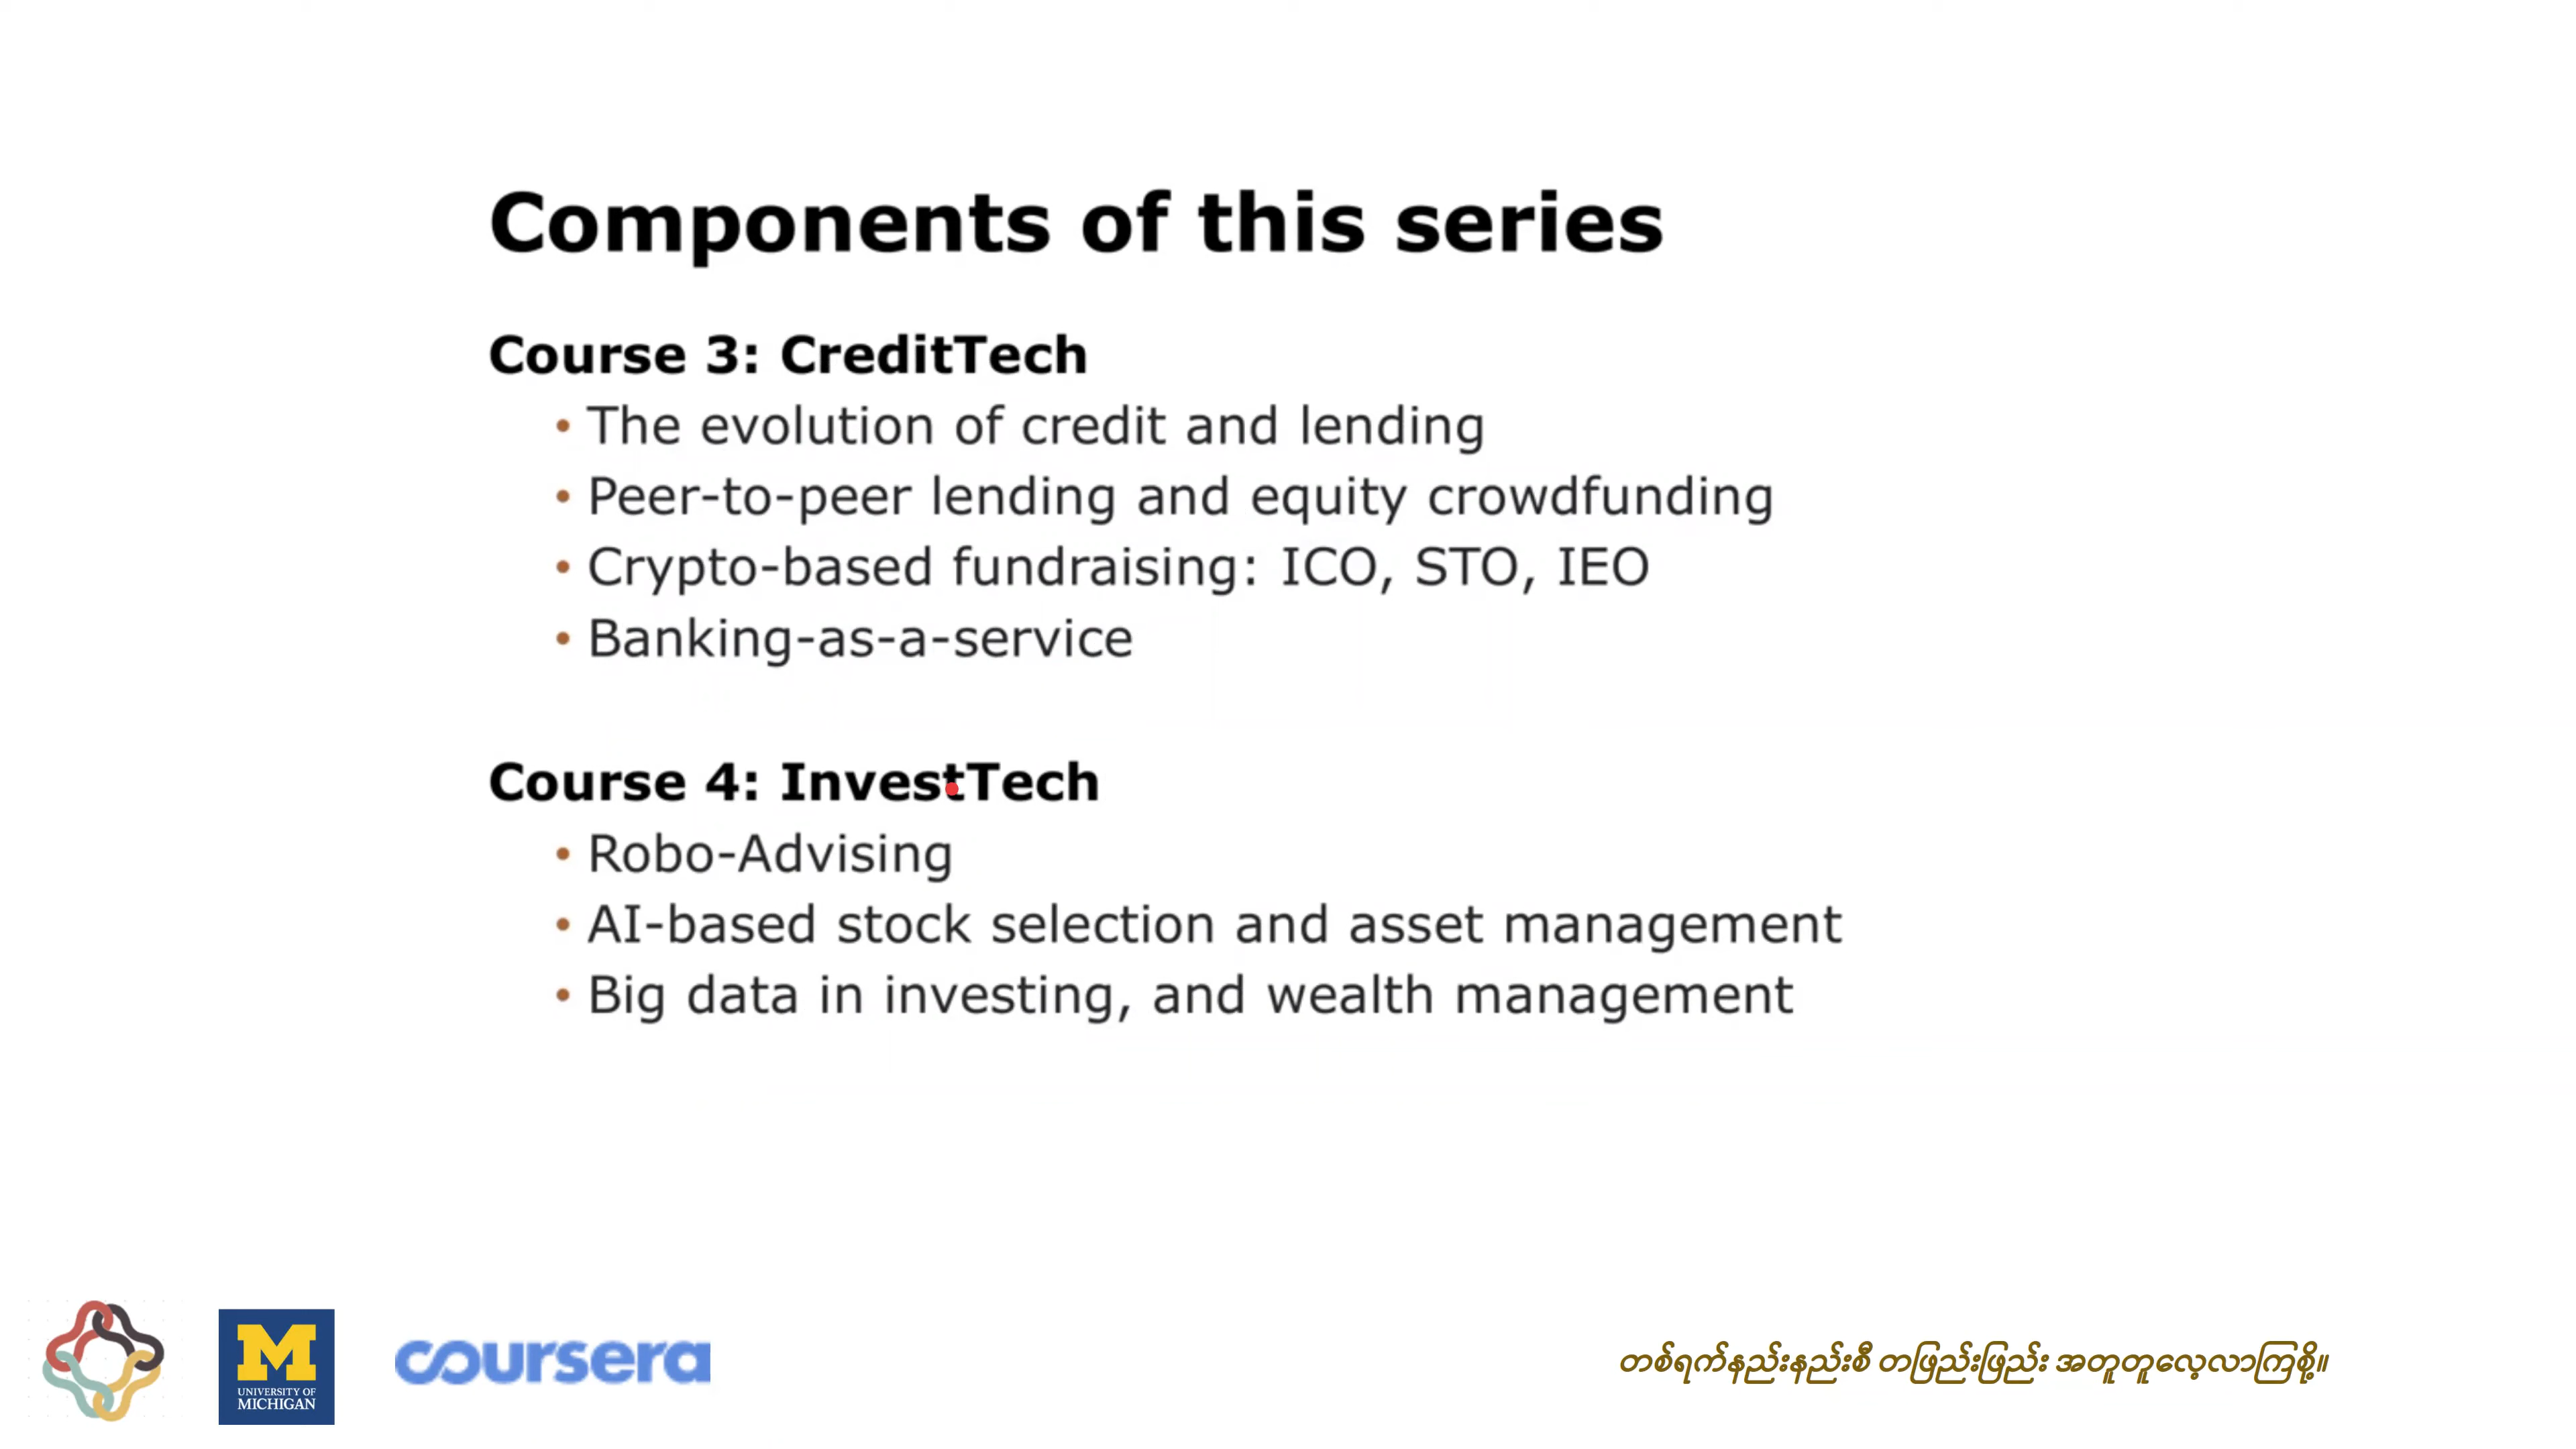 Components of this series
Course 3: CreditTech
• The evolution of credit and lending
• Peer-to-peer lending and equity crowdfunding
• Crypto-based fundraising: ICO, STO, IEO
• Banking-as-a-service
Course 4: InvestTech
• Robo-Advising
• AI-based stock selection and asset management
• Big data in investing, and wealth management
M
UNIVERSITY OF
MICHIGAN
coursera
တစ်ရက်နည်းနည်းစီ တဖြည်းဖြည်း အတူတူလေ့လာကြစို့။